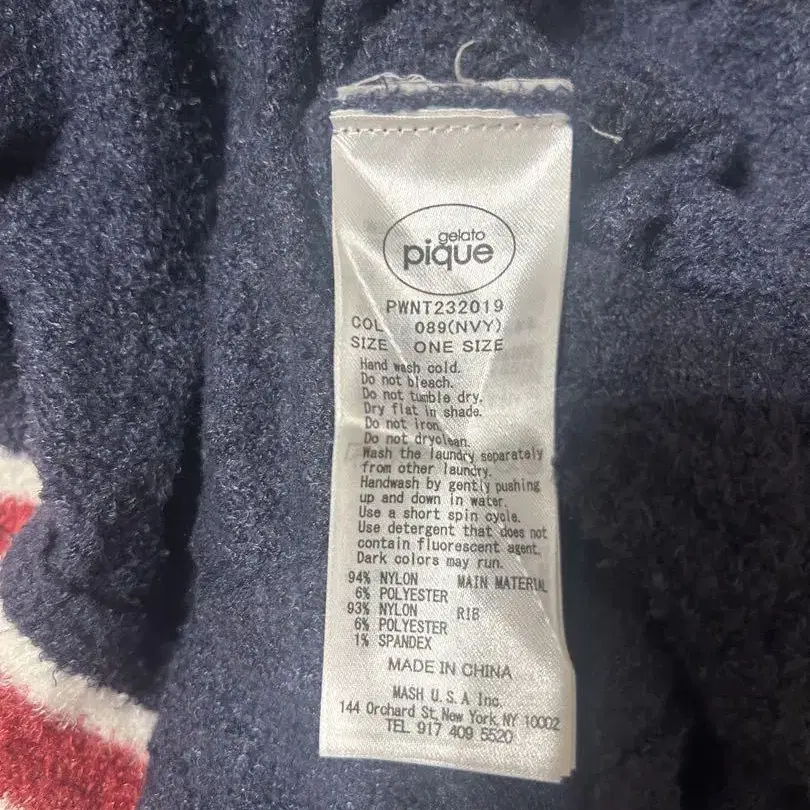 gelato
pique
PWNT232019
COL 089(NVY)
SIZE ONE SIZE
Hand wash cold.
Do not bleach.
Do not tumble dry.
Dry flat in shade.
Do not iron.
Do not dryclean.
Wash the laundry separately
from other laundry.
Handwash by gently pushing
up and down in water.
Use a short spin cycle.
Use detergent that does not
contain fluorescent agent.
Dark colors may run.
94% NYLON MAIN MATERIAL
6% POLYESTER
93% NYLON RIB
6% POLYESTER
1% SPANDEX
MADE IN CHINA
MASH U.S.A Inc.
144 Orchard St, New York, NY 10002
TEL 917 409 5520